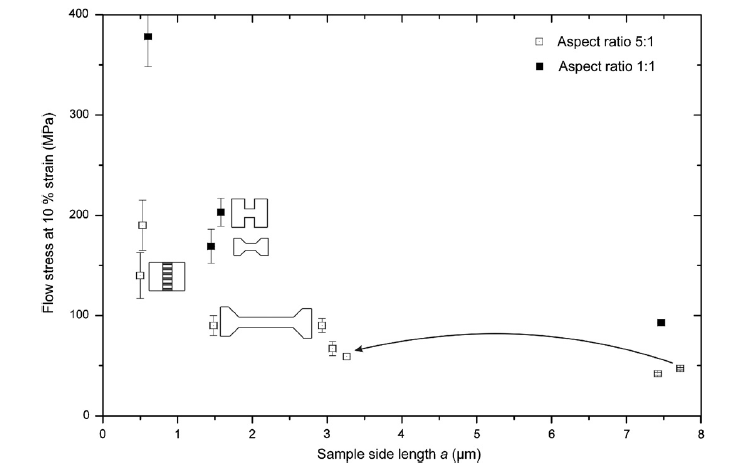 400
300
200
100
0
Flow stress at 10 % strain (MPa)
Aspect ratio 5:1
Aspect ratio 1:1
0 1 2 3 4 5 6 7 8
Sample side length a (μm)